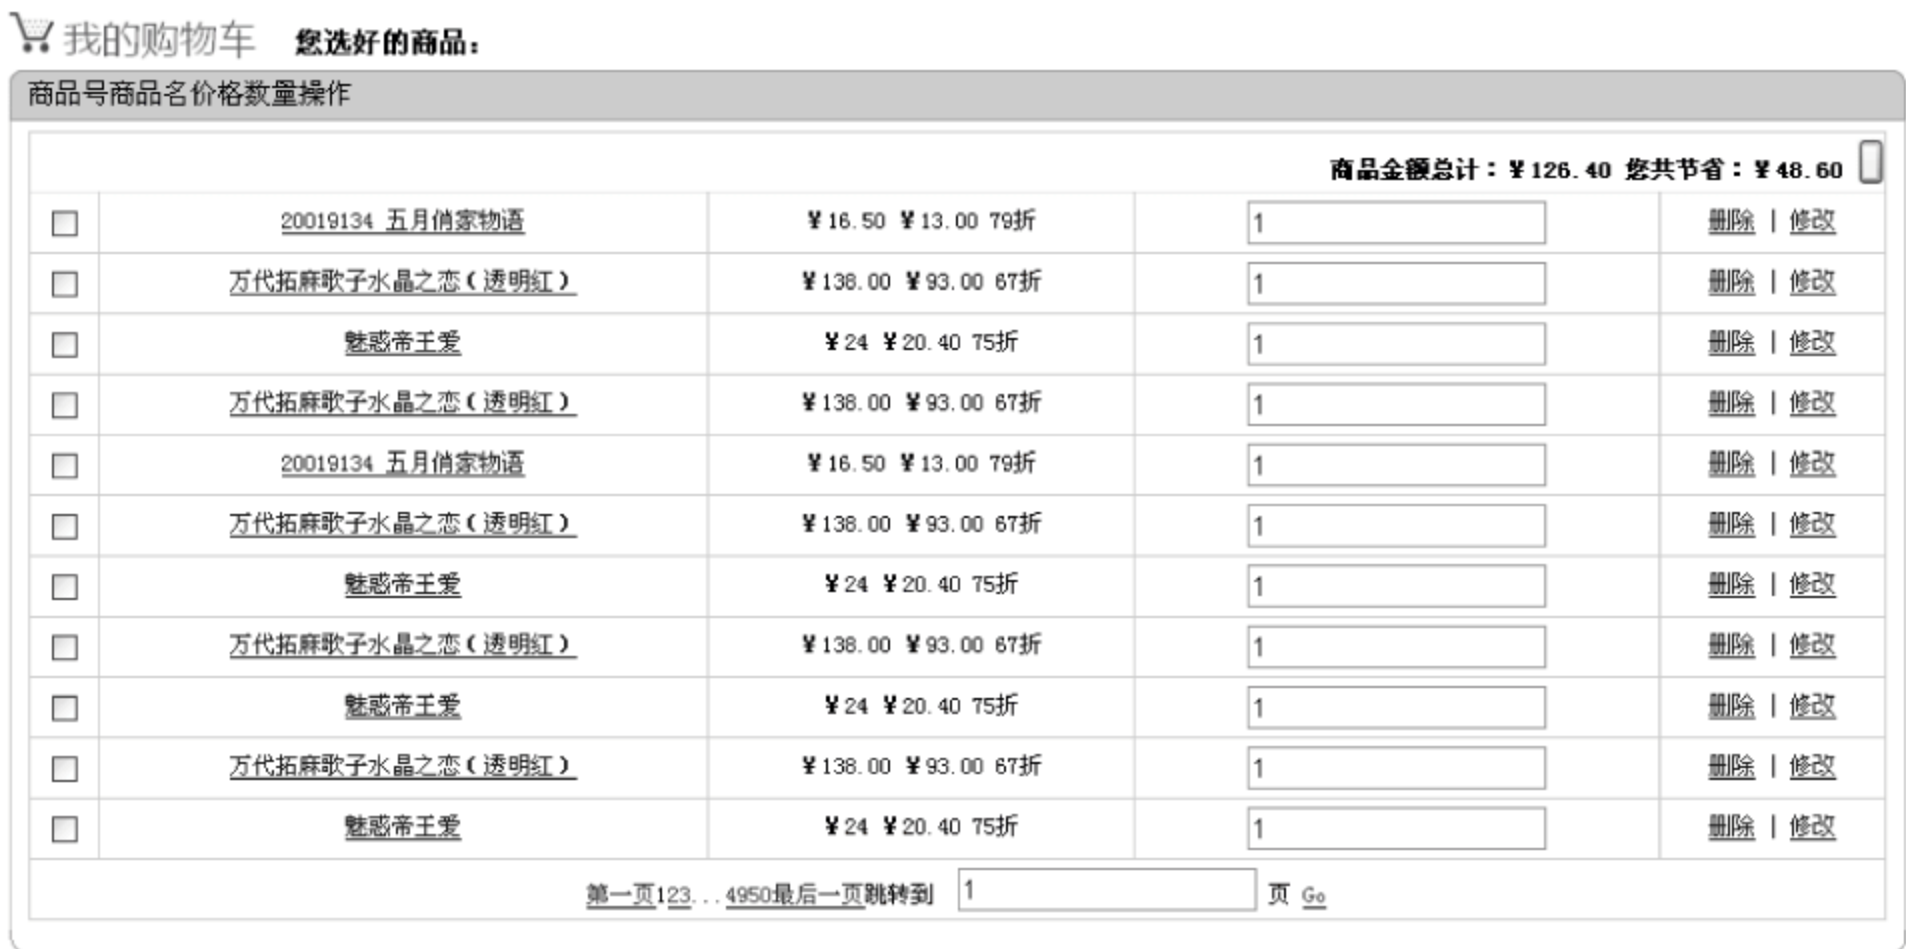 我的购物车 您选好的商品：
商品号商品名价格数量操作
商品金额总计：¥126.40 您共节省：¥48.60
20019134 五月俏家物语 ¥16.50 ¥13.00 79折 1 删除 | 修改
万代拓麻歌子水晶之恋(透明红) ¥138.00 ¥93.00 67折 1 删除 | 修改
魅惑帝王爱 ¥24 ¥20.40 75折 1 删除 | 修改
万代拓麻歌子水晶之恋(透明红) ¥138.00 ¥93.00 67折 1 删除 | 修改
20019134 五月俏家物语 ¥16.50 ¥13.00 79折 1 删除 | 修改
万代拓麻歌子水晶之恋(透明红) ¥138.00 ¥93.00 67折 1 删除 | 修改
魅惑帝王爱 ¥24 ¥20.40 75折 1 删除 | 修改
万代拓麻歌子水晶之恋(透明红) ¥138.00 ¥93.00 67折 1 删除 | 修改
魅惑帝王爱 ¥24 ¥20.40 75折 1 删除 | 修改
万代拓麻歌子水晶之恋(透明红) ¥138.00 ¥93.00 67折 1 删除 | 修改
魅惑帝王爱 ¥24 ¥20.40 75折 1 删除 | 修改
第一页123...4950最后一页跳转到 1 页 Go